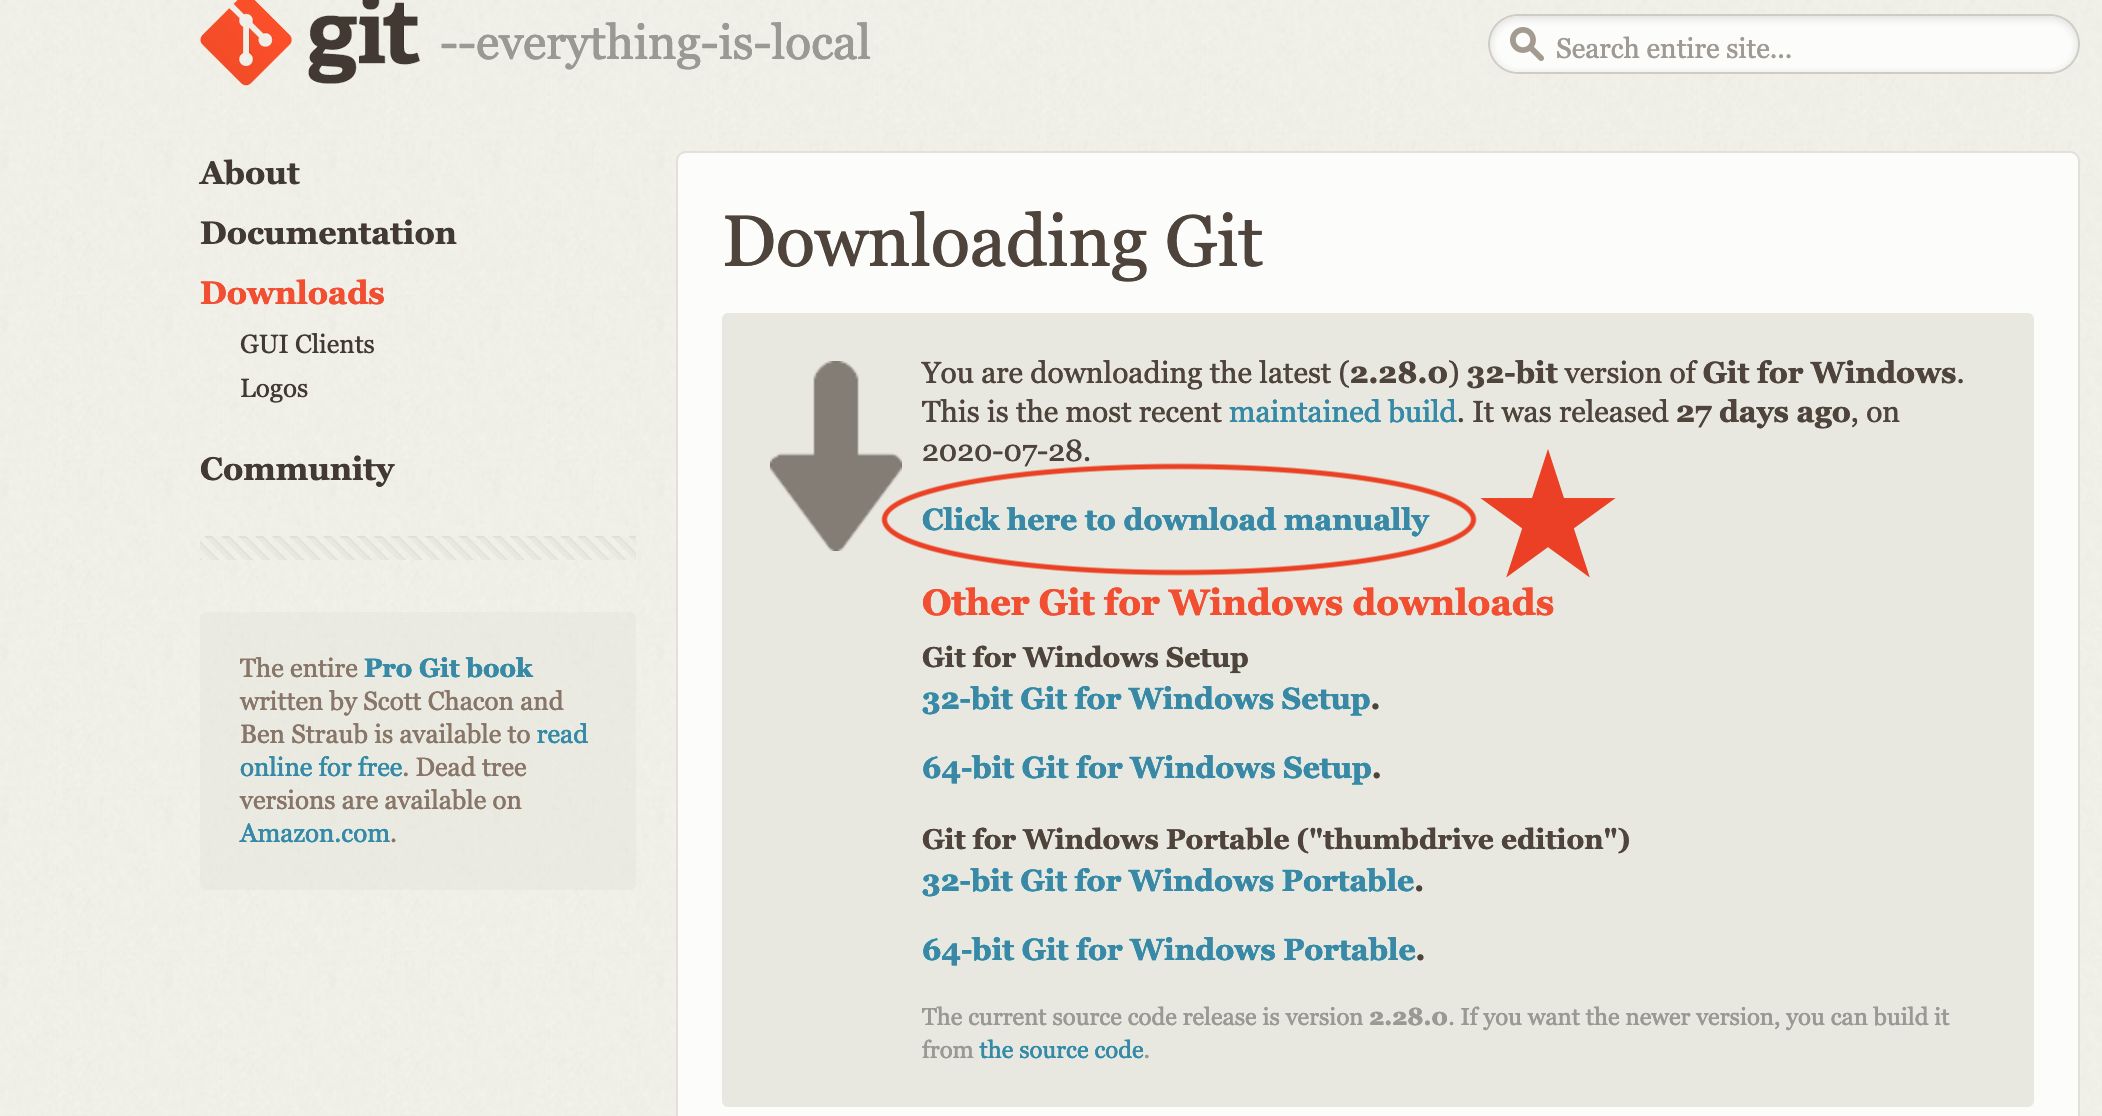 git --everything-is-local
Search entire site...
About
Documentation
Downloads
GUI Clients
Logos
Community
The entire Pro Git book
written by Scott Chacon and
Ben Straub is available to read
online for free. Dead tree
versions are available on
Amazon.com.
Downloading Git
You are downloading the latest (2.28.0) 32-bit version of Git for Windows.
This is the most recent maintained build. It was released 27 days ago, on
2020-07-28.
Click here to download manually
Other Git for Windows downloads
Git for Windows Setup
32-bit Git for Windows Setup.
64-bit Git for Windows Setup.
Git for Windows Portable ("thumbdrive edition")
32-bit Git for Windows Portable.
64-bit Git for Windows Portable.
The current source code release is version 2.28.0. If you want the newer version, you can build it
from the source code.